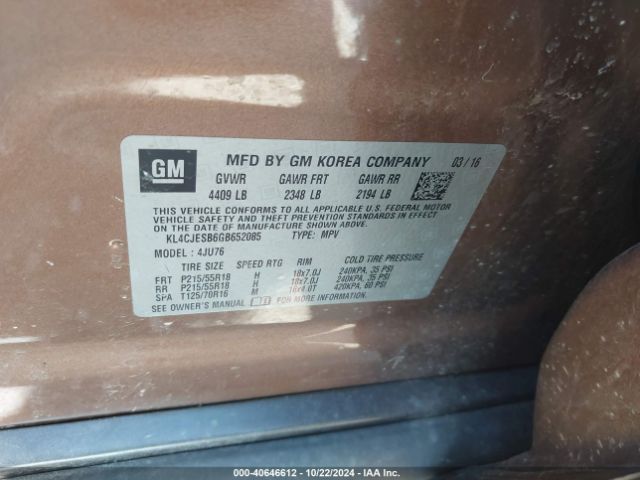 GM
MFD BY GM KOREA COMPANY 03/16
GVWR GAWR FRT GAWR RR
4409 LB 2348 LB 2194 LB
THIS VEHICLE CONFORMS TO ALL APPLICABLE U.S. FEDERAL MOTOR
VEHICLE SAFETY AND THEFT PREVENTION STANDARDS IN EFFECT ON
THE DATE OF MANUFACTURE SHOWN ABOVE.
KL4CJESB6GB652085 TYPE: MPV
MODEL : 4JU76
TIRE SIZE SPEED RTG RIM COLD TIRE PRESSURE
FRT P215/55R18 H 18x7.0J 240KPA, 35 PSI
RR P215/55R18 H 18x7.0J 240KPA, 35 PSI
SPA T125/70R16 M 16x4.0T 420KPA, 60 PSI
SEE OWNER'S MANUAL FOR MORE INFORMATION.
000-40646612 - 10/22/2024 - IAA Inc.